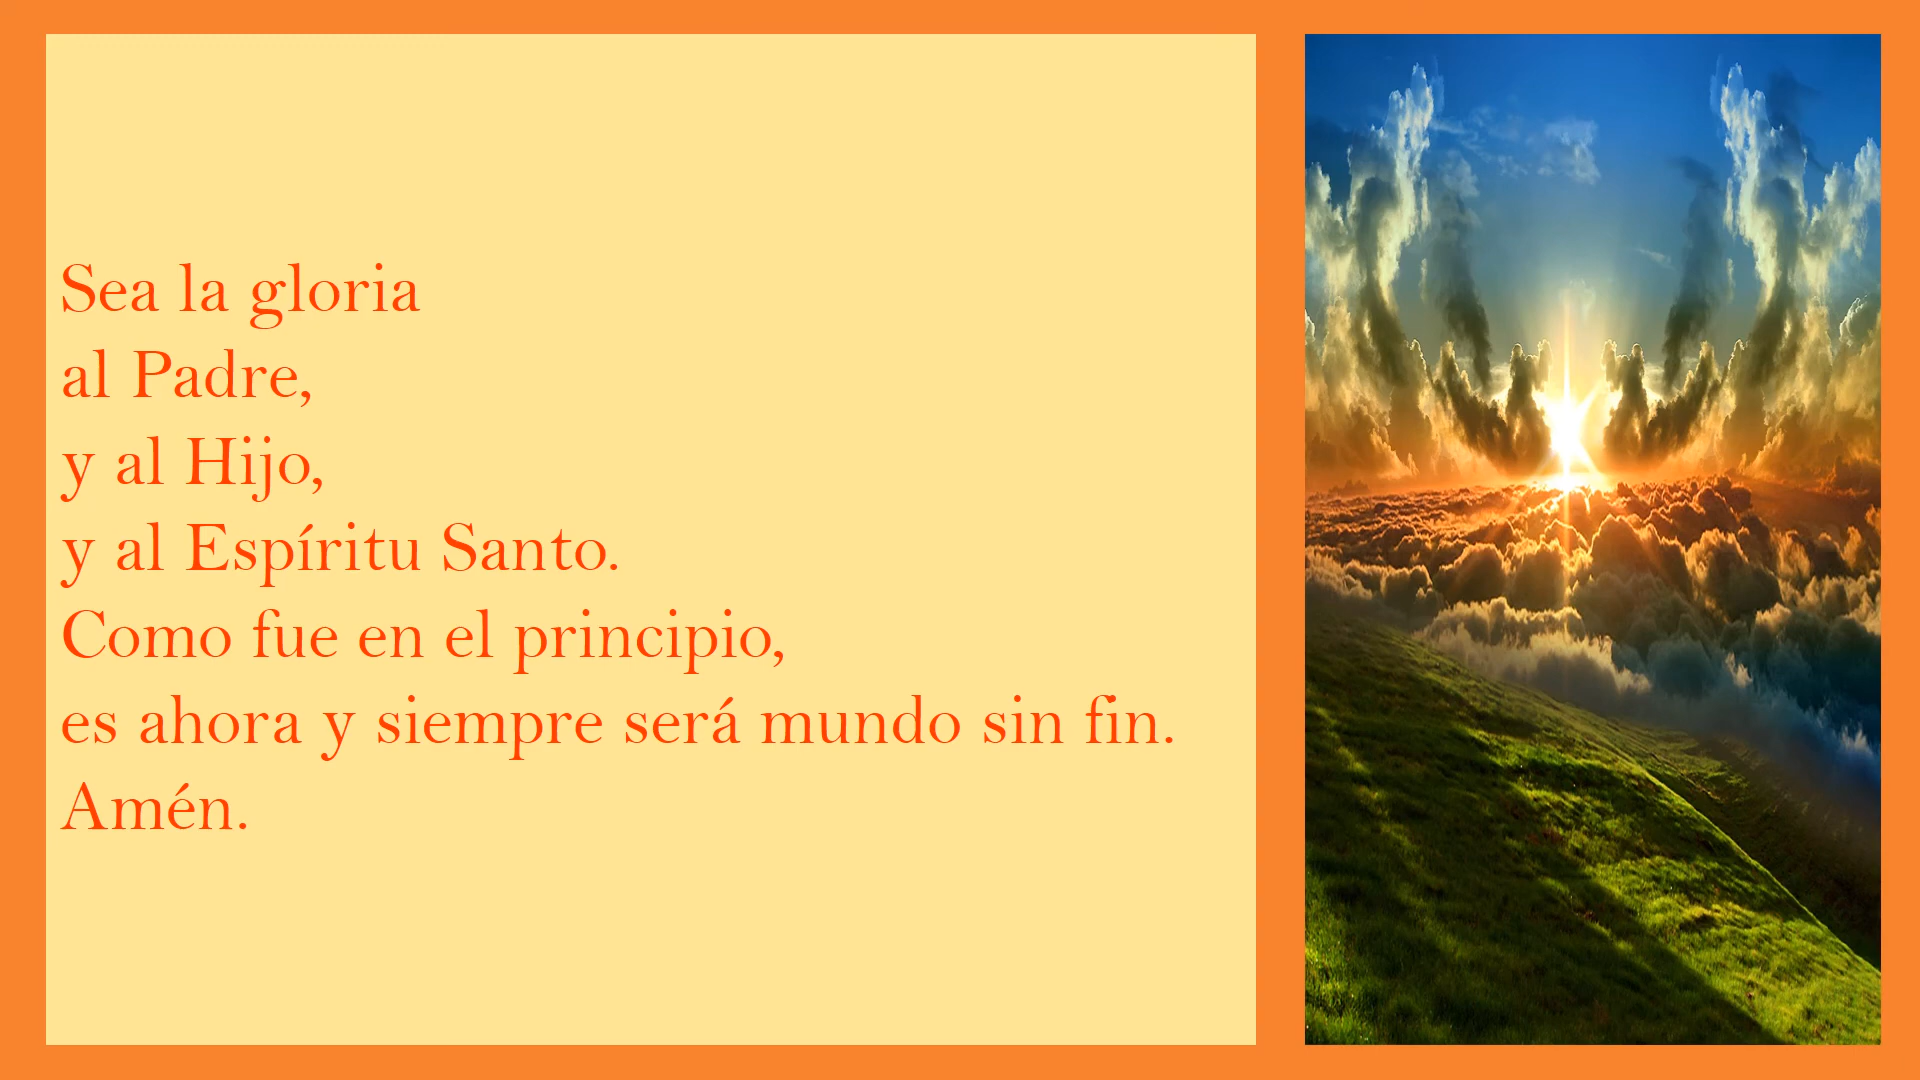 Sea la gloria
al Padre,
y al Hijo,
y al Espíritu Santo.
Como fue en el principio,
es ahora y siempre será mundo sin fin.
Amén.